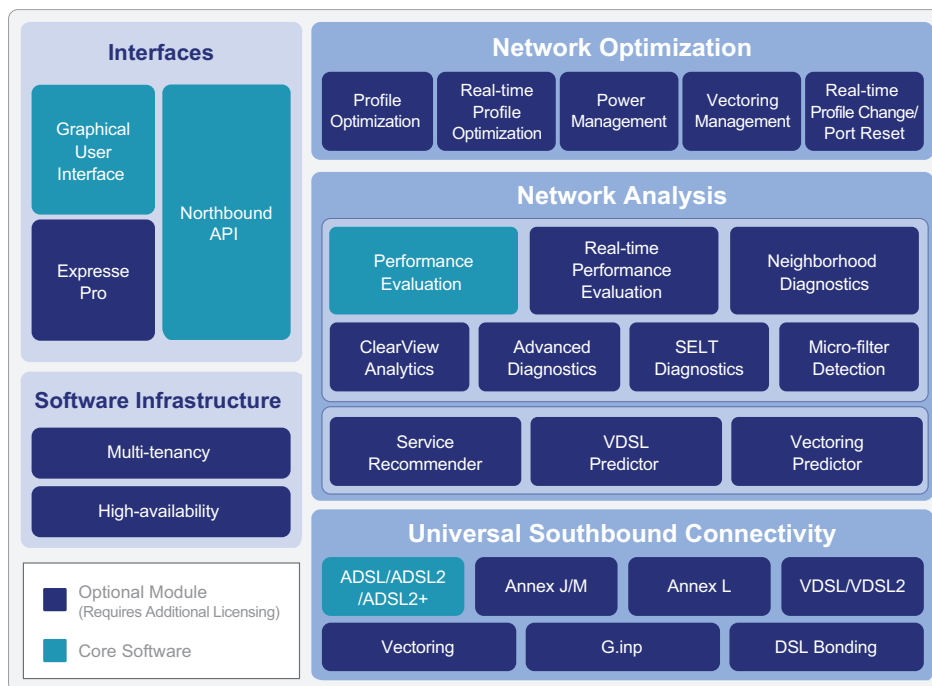 Interfaces
Graphical
User
Interface
Northbound
API
Expresse
Pro
Software Infrastructure
Multi-tenancy
High-availability
Optional Module
(Requires Additional Licensing)
Core Software
Network Optimization
Profile
Optimization
Real-time
Profile
Optimization
Power
Management
Vectoring
Management
Real-time
Profile Change/
Port Reset
Network Analysis
Performance
Evaluation
Real-time
Performance
Evaluation
Neighborhood
Diagnostics
ClearView
Analytics
Advanced
Diagnostics
SELT
Diagnostics
Micro-filter
Detection
Service
Recommender
VDSL
Predictor
Vectoring
Predictor
Universal Southbound Connectivity
ADSL/ADSL2
/ADSL2+
Annex J/M
Annex L
VDSL/VDSL2
Vectoring
G.inp
DSL Bonding